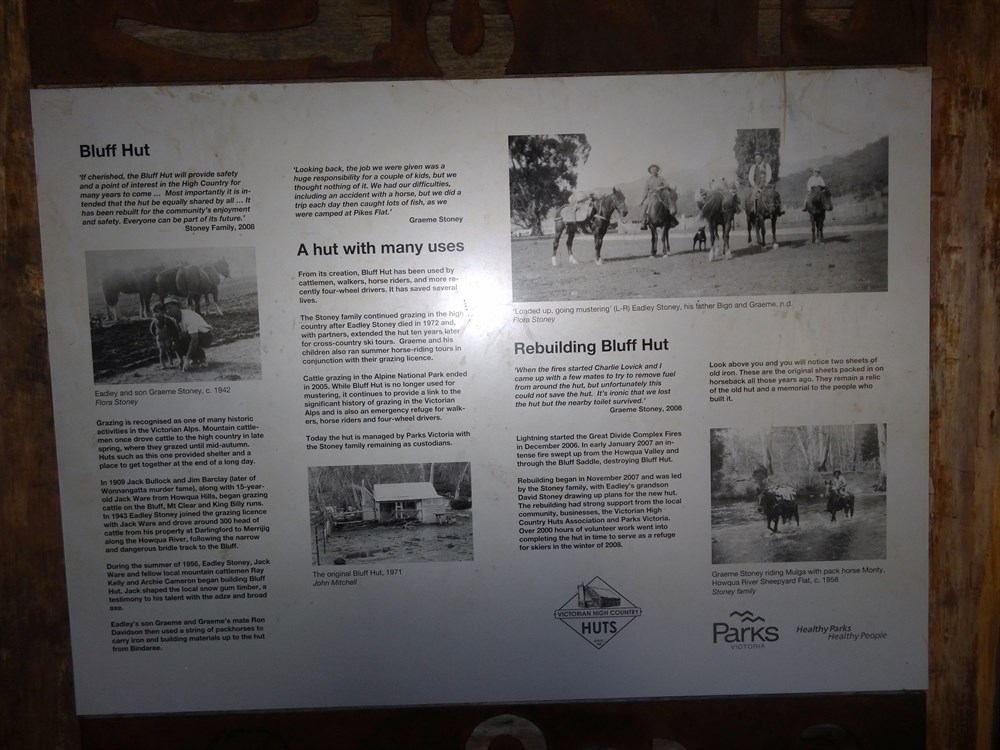 Bluff Hut
'If cherished, the Bluff Hut will provide safety
and a point of interest in the High Country for
many years to come ... Most importantly it is in-
tended that the hut be equally shared by all ... It
has been rebuilt for the community's enjoyment
and safety. Everyone can be part of its future.'
Stoney Family, 2008
Eadley and son Graeme Stoney, c. 1942
Flora Stoney
Grazing is recognised as one of many historic
activities in the Victorian Alps. Mountain cattle-
men once drove cattle to the high country in late
spring, where they grazed until mid-autumn.
Huts such as this one provided shelter and a
place to get together at the end of a long day.
In 1909 Jack Bullock and Jim Barclay (later of
Wonnangatta murder fame), along with 15-year-
old Jack Ware from Howqua Hills, began grazing
cattle on the Bluff, Mt Clear and King Billy runs.
In 1943 Eadley Stoney joined the grazing licence
with Jack Ware and drove around 300 head of
cattle from his property at Darlingford to Merrijig
along the Howqua River, following the narrow
and dangerous bridle track to the Bluff.
During the summer of 1956, Eadley Stoney, Jack
Ware and fellow local mountain cattlemen Ray
Kelly and Archie Cameron began building Bluff
Hut. Jack shaped the local snow gum timber, a
testimony to his talent with the adze and broad
axe.
Eadley's son Graeme and Graeme's mate Ron
Davidson then used a string of packhorses to
carry iron and building materials up to the hut
from Bindaree.
'Looking back, the job we were given was a
huge responsibility for a couple of kids, but we
thought nothing of it. We had our difficulties,
including an accident with a horse, but we did a
trip each day then caught lots of fish, as we
were camped at Pikes Flat.'
Graeme Stoney
A hut with many uses
From its creation, Bluff Hut has been used by
cattlemen, walkers, horse riders, and more re-
cently four-wheel drivers. It has saved several
lives.
The Stoney family continued grazing in the high
country after Eadley Stoney died in 1972 and,
with partners, extended the hut ten years later
for cross-country ski tours. Graeme and his
children also ran summer horse-riding tours in
conjunction with their grazing licence.
Cattle grazing in the Alpine National Park ended
in 2005. While Bluff Hut is no longer used for
mustering, it continues to provide a link to the
significant history of grazing in the Victorian
Alps and is also an emergency refuge for walk-
ers, horse riders and four-wheel drivers.
Today the hut is managed by Parks Victoria with
the Stoney family remaining as custodians.
The original Bluff Hut, 1971
John Mitchell
'Loaded up, going mustering' (L-R) Eadley Stoney, his father Bigo and Graeme, n.d.
Flora Stoney
Rebuilding Bluff Hut
'When the fires started Charlie Lovick and I
came up with a few mates to try to remove fuel
from around the hut, but unfortunately this
could not save the hut. It's ironic that we lost
the hut but the nearby toilet survived.'
Graeme Stoney, 2008
Lightning started the Great Divide Complex Fires
in December 2006. In early January 2007 an in-
tense fire swept up from the Howqua Valley and
through the Bluff Saddle, destroying Bluff Hut.
Rebuilding began in November 2007 and was led
by the Stoney family, with Eadley's grandson
David Stoney drawing up plans for the new hut.
The rebuilding had strong support from the local
community, businesses, the Victorian High
Country Huts Association and Parks Victoria.
Over 2000 hours of volunteer work went into
completing the hut in time to serve as a refuge
for skiers in the winter of 2008.
VICTORIAN HIGH COUNTRY
HUTS
Look above you and you will notice two sheets of
old iron. These are the original sheets packed in on
horseback all those years ago. They remain a relic
of the old hut and a memorial to the people who
built it.
Graeme Stoney riding Mulga with pack horse Monty,
Howqua River Sheepyard Flat, c. 1958
Stoney family
Parks
VICTORIA
Healthy Parks
Healthy People